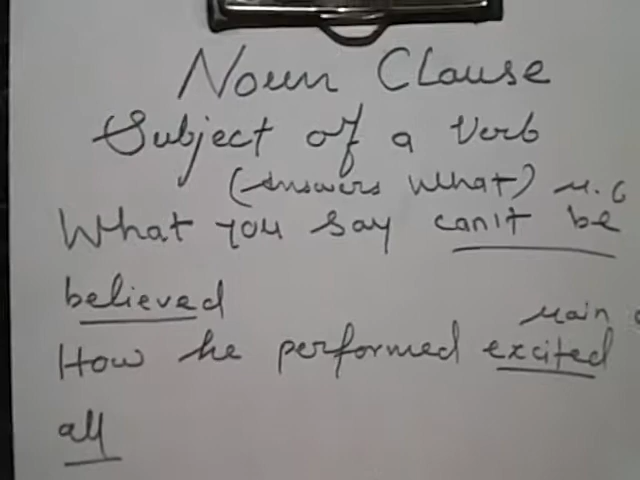 Noun Clause
Subject of a Verb
(Answers What) M.C
What you say can't be
believed
Main
How he performed excited
all